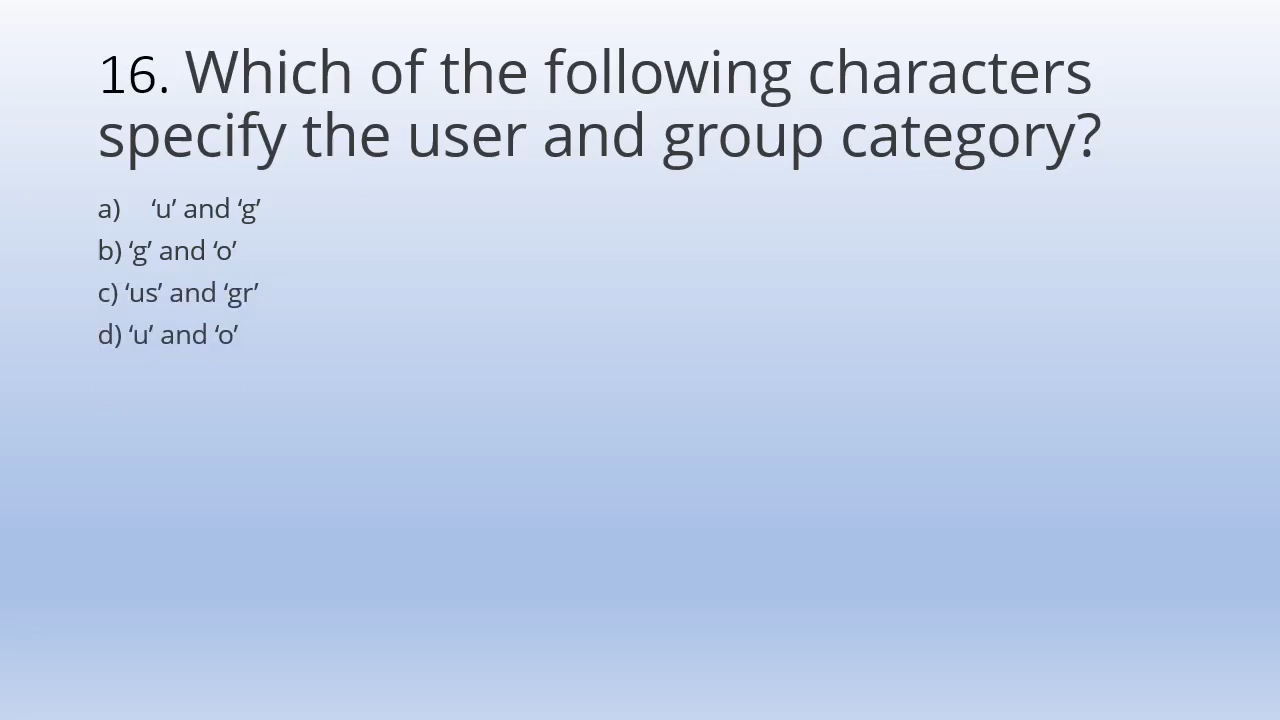 16. Which of the following characters
specify the user and group category?
a) ‘u’ and ‘g’
b) ‘g’ and ‘o’
c) ‘us’ and ‘gr’
d) ‘u’ and ‘o’